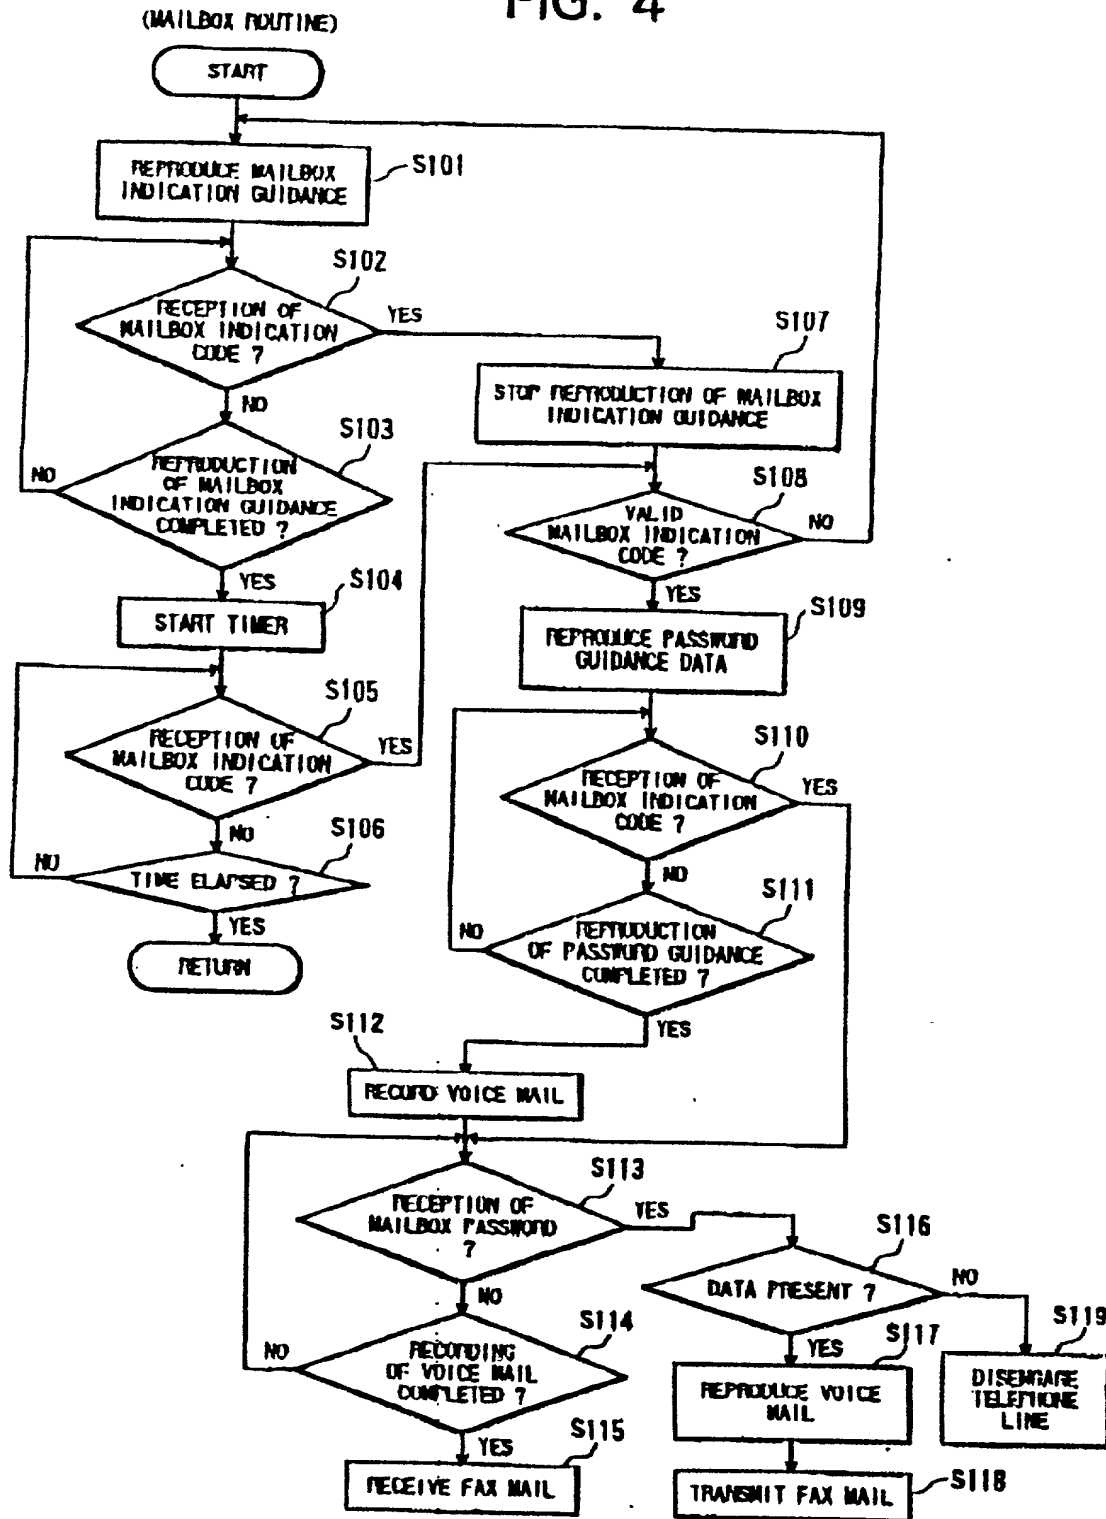 FIG. 4
(MAILBOX ROUTINE)
START
REPRODUCE MAILBOX
INDICATION GUIDANCE
S101
S102
RECEPTION OF
MAILBOX INDICATION
CODE ?
YES
NO
S103
REPRODUCTION
OF MAILBOX
INDICATION GUIDANCE
COMPLETED ?
NO
YES
S104
START TIMER
S105
RECEPTION OF
MAILBOX INDICATION
CODE ?
YES
NO
S106
TIME ELAPSED ?
NO
YES
RETURN
S107
STOP REPRODUCTION OF MAILBOX
INDICATION GUIDANCE
S108
VALID
MAILBOX INDICATION
CODE ?
NO
YES
S109
REPRODUCE PASSWORD
GUIDANCE DATA
S110
RECEPTION OF
MAILBOX INDICATION
CODE ?
YES
NO
S111
REPRODUCTION
OF PASSWORD GUIDANCE
COMPLETED ?
NO
YES
S112
RECORD VOICE MAIL
S113
RECEPTION OF
MAILBOX PASSWORD
?
YES
NO
S114
RECORDING
OF VOICE MAIL
COMPLETED ?
NO
YES
S115
RECEIVE FAX MAIL
S116
DATA PRESENT ?
NO
YES
S117
REPRODUCE VOICE
MAIL
S118
TRANSMIT FAX MAIL
S119
DISENGAGE
TELEPHONE
LINE